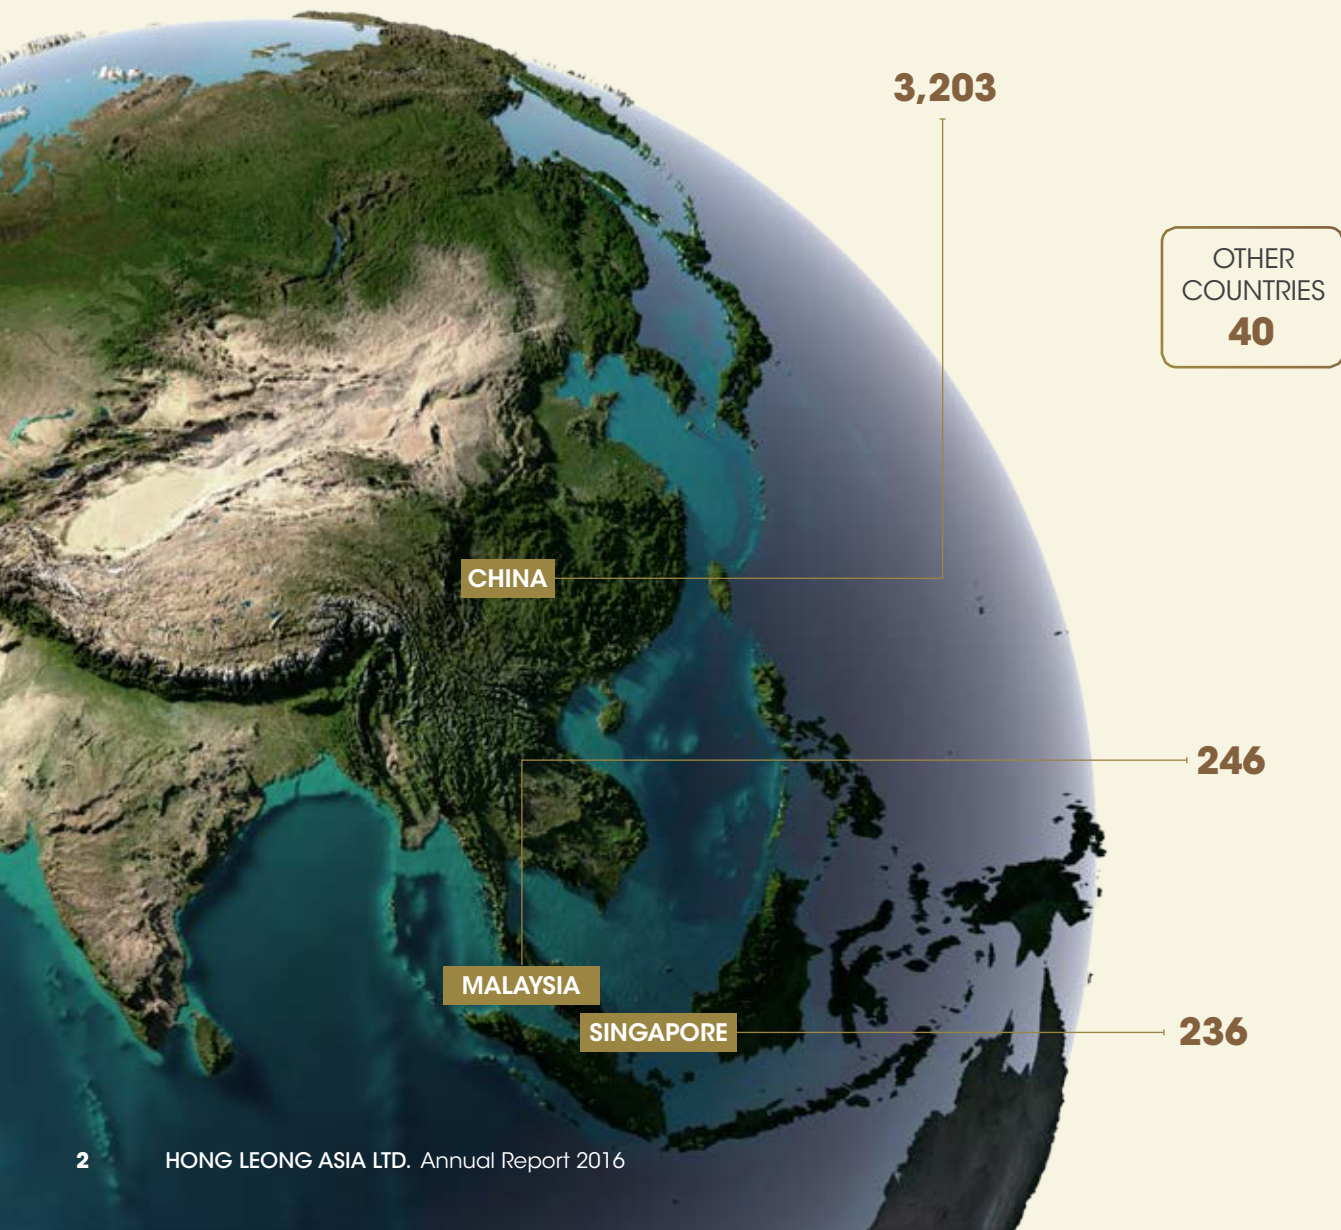 3,203
OTHER
COUNTRIES
40
CHINA
246
MALAYSIA
SINGAPORE
236
2 HONG LEONG ASIA LTD. Annual Report 2016